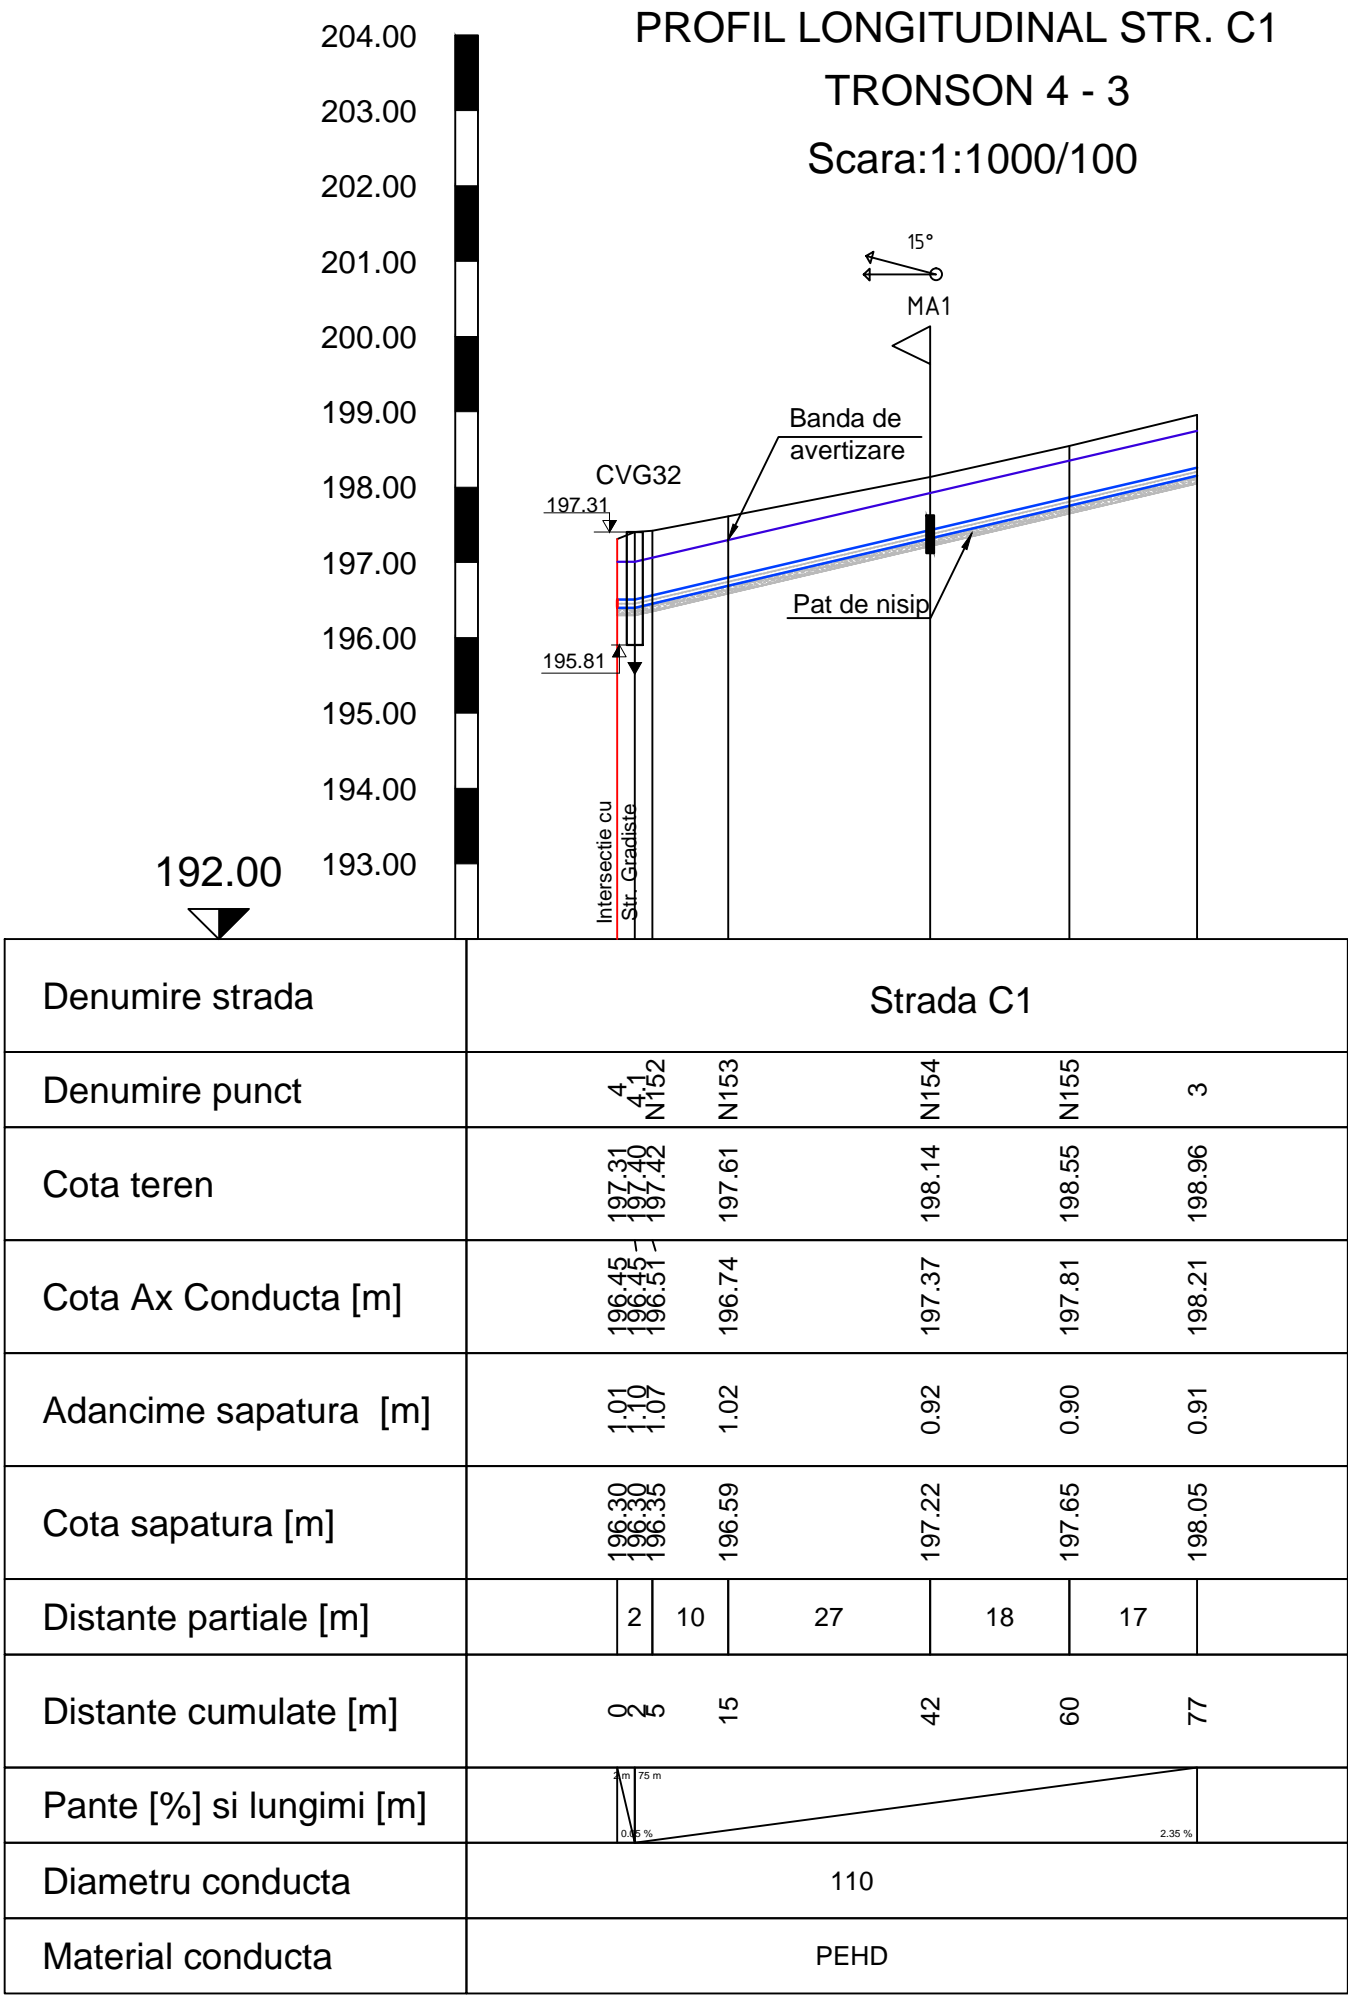 PROFIL LONGITUDINAL STR. C1
TRONSON 4 - 3
Scara:1:1000/100
204.00
203.00
202.00
201.00
200.00
199.00
198.00
197.00
196.00
195.00
194.00
193.00
192.00
15°
MA1
Banda de
avertizare
CVG32
197.31
Pat de nisip
195.81
Intersectie cu
Str. Gradiste
Denumire strada
Strada C1
Denumire punct
4 4.1 N152 N153 N154 N155 3
Cota teren
197.31 197.40 197.42 197.61 198.14 198.55 198.96
Cota Ax Conducta [m]
196.45 196.45 196.51 196.74 197.37 197.81 198.21
Adancime sapatura [m]
1.01 1.10 1.07 1.02 0.92 0.90 0.91
Cota sapatura [m]
196.30 196.30 196.35 196.59 197.22 197.65 198.05
Distante partiale [m]
2 10 27 18 17
Distante cumulate [m]
0 2 5 15 42 60 77
Pante [%] si lungimi [m]
2 m 75 m
0.05 % 2.35 %
Diametru conducta
110
Material conducta
PEHD